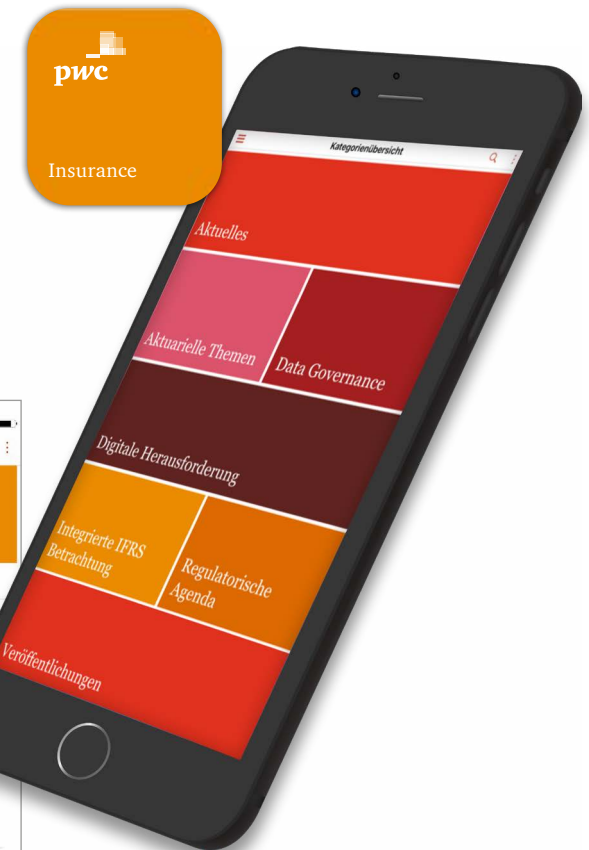 pwc
Insurance
Kategorienübersicht
Aktuelles
Aktuarielle Themen
Data Governance
Digitale Herausforderung
Integrierte IFRS
Betrachtung
Regulatorische
Agenda
Veröffentlichungen